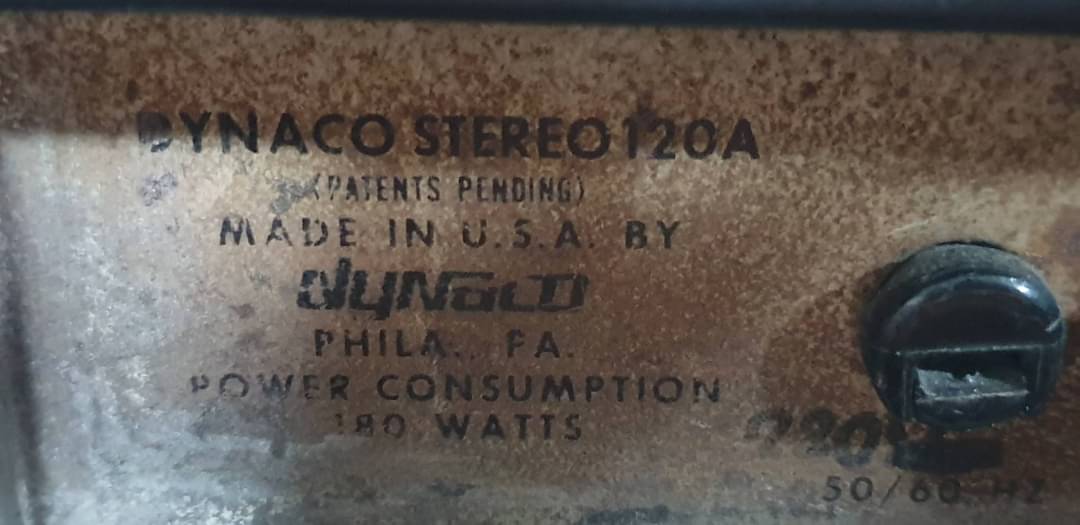 DYNACO STEREO 120A
(PATENTS PENDING)
MADE IN U.S.A. BY
dynaco
PHILA., PA.
POWER CONSUMPTION
180 WATTS
50/60 HZ